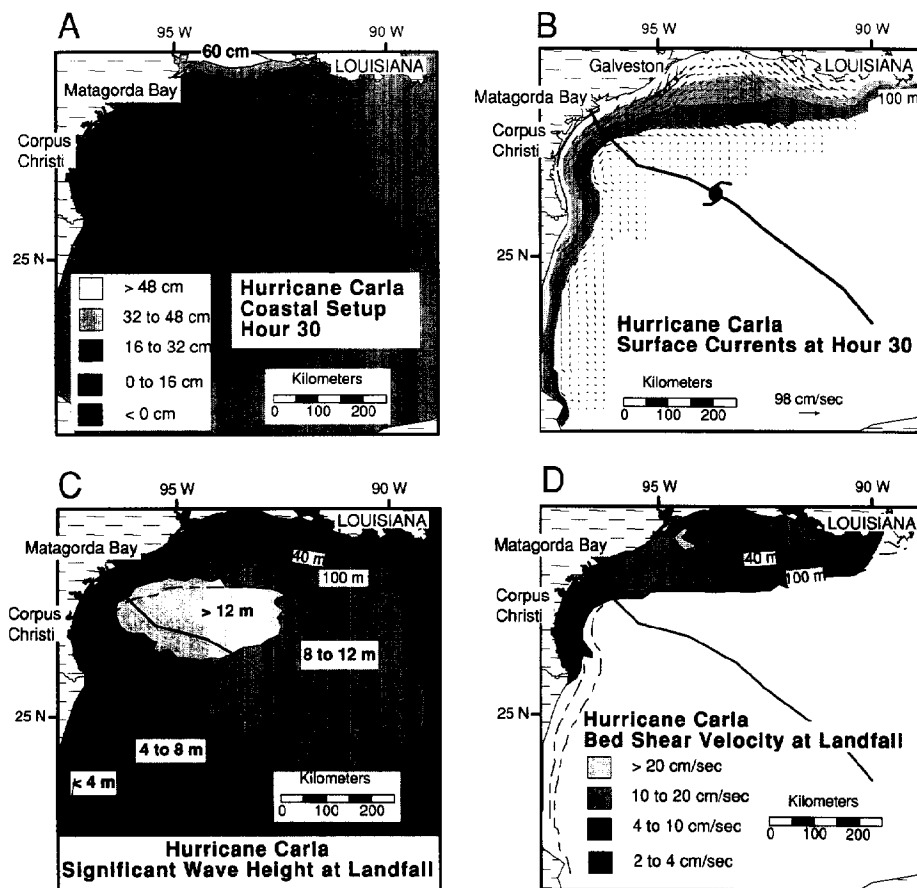 A
95 W
90 W
60 cm
LOUISIANA
Matagorda Bay
Corpus
Christi
25 N
> 48 cm
32 to 48 cm
16 to 32 cm
0 to 16 cm
< 0 cm
Hurricane Carla
Coastal Setup
Hour 30
Kilometers
0 100 200
B
95 W
90 W
Galveston
LOUISIANA
Matagorda Bay
100 m
Corpus
Christi
25 N
Hurricane Carla
Surface Currents at Hour 30
Kilometers
0 100 200
98 cm/sec
C
95 W
90 W
LOUISIANA
Matagorda Bay
40 m
100 m
Corpus
Christi
> 12 m
8 to 12 m
25 N
4 to 8 m
< 4 m
Kilometers
0 100 200
Hurricane Carla
Significant Wave Height at Landfall
D
95 W
90 W
LOUISIANA
Matagorda Bay
40 m
100 m
Corpus
Christi
25 N
Hurricane Carla
Bed Shear Velocity at Landfall
> 20 cm/sec
10 to 20 cm/sec
4 to 10 cm/sec
2 to 4 cm/sec
Kilometers
0 100 200